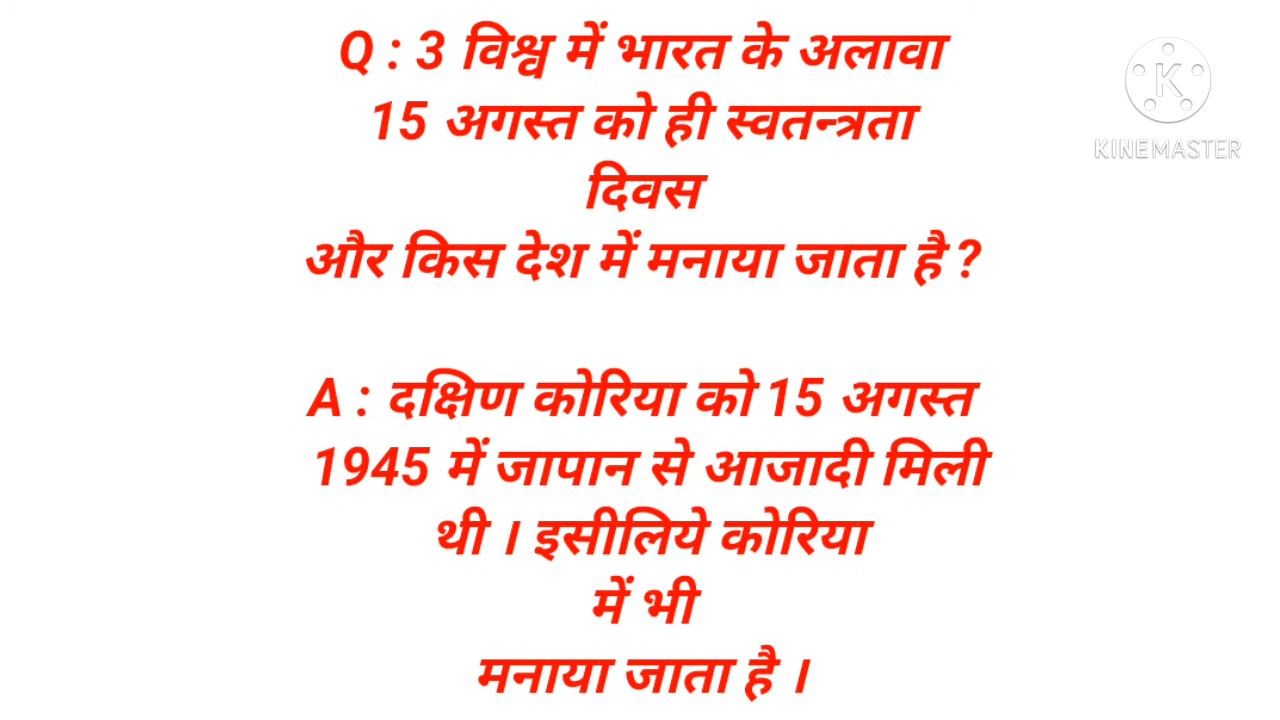 Q : 3 विश्व में भारत के अलावा
15 अगस्त को ही स्वतन्त्रता
दिवस
और किस देश में मनाया जाता है ?
A : दक्षिण कोरिया को 15 अगस्त
1945 में जापान से आजादी मिली
थी । इसीलिये कोरिया
में भी
मनाया जाता है ।
K
KINEMASTER